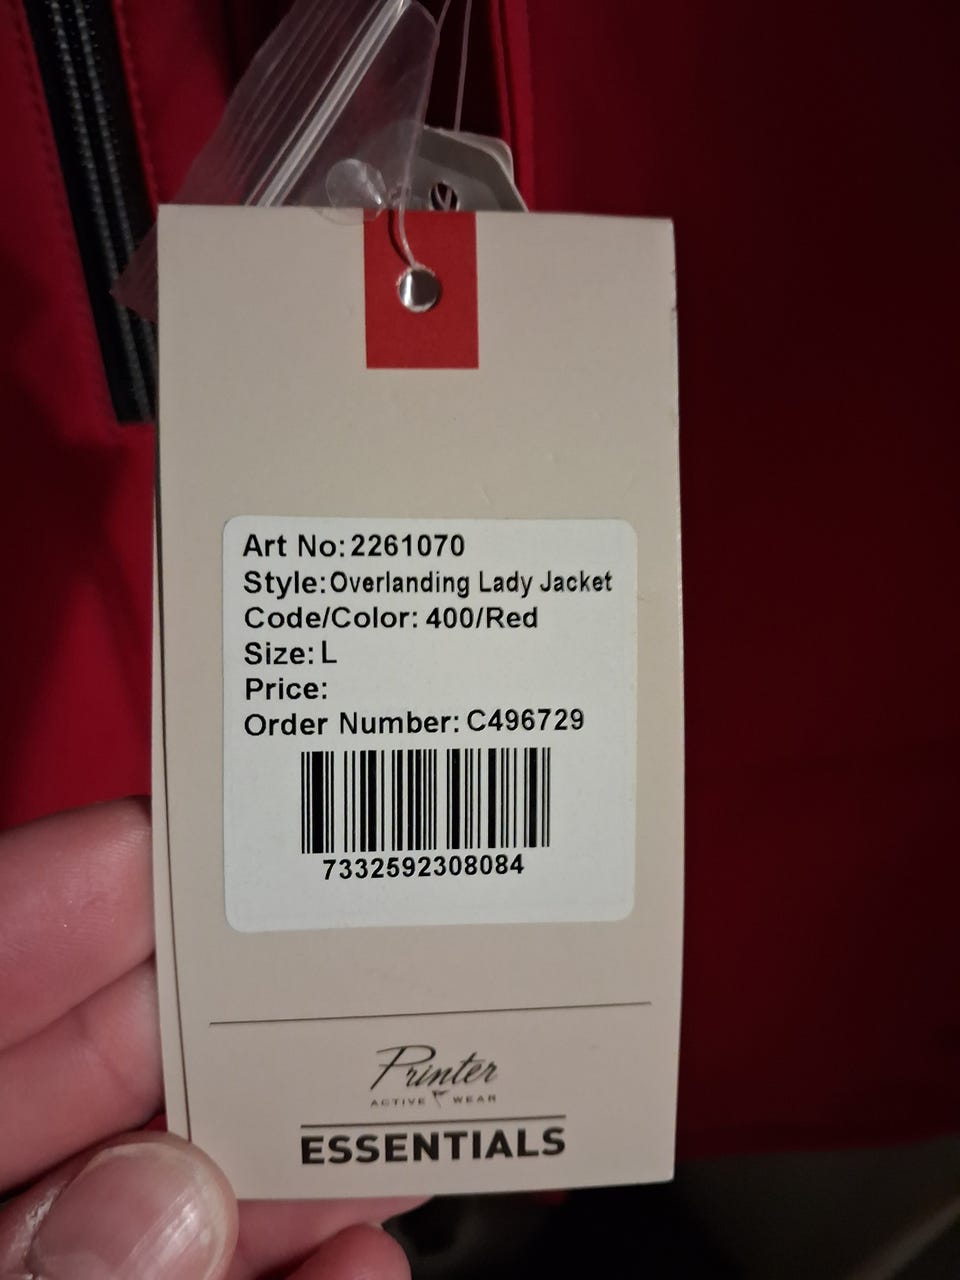 Art No: 2261070
Style: Overlanding Lady Jacket
Code/Color: 400/Red
Size: L
Price:
Order Number: C496729
7332592308084
Printer
ACTIVE WEAR
ESSENTIALS